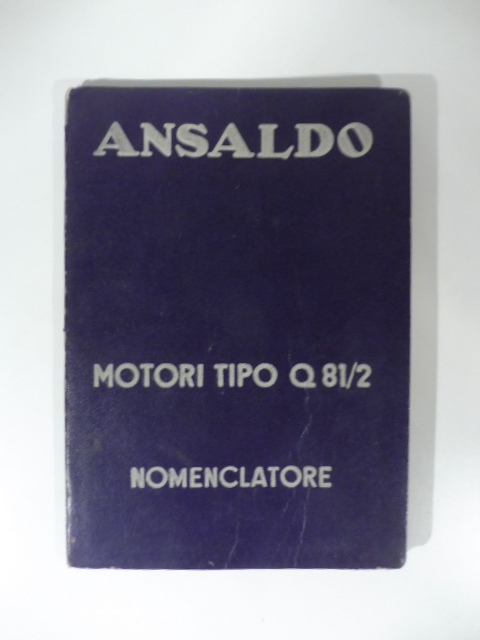 ANSALDO
MOTORI TIPO Q 81/2
NOMENCLATORE